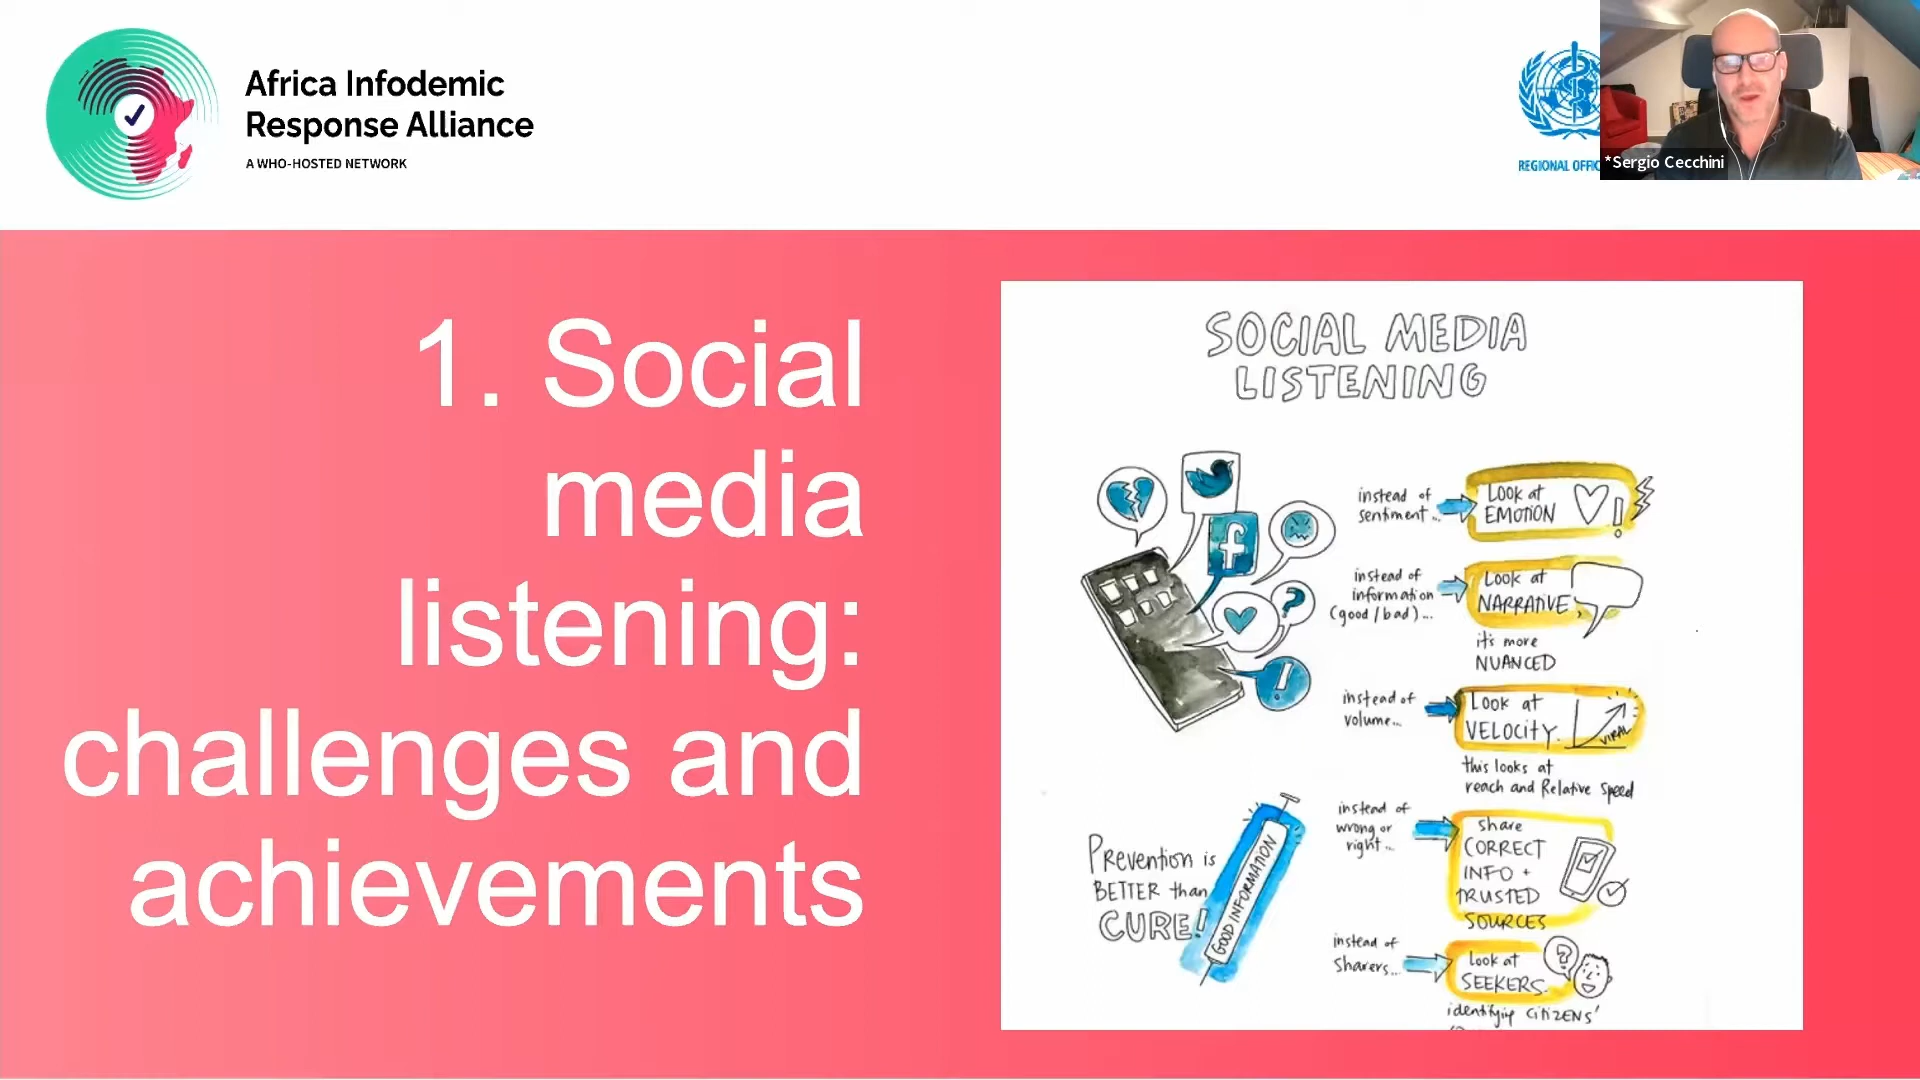 Africa Infodemic
Response Alliance
A WHO-HOSTED NETWORK
REGIONAL
*Sergio Cecchini
1. Social
media
listening:
challenges and
achievements
SOCIAL MEDIA
LISTENING
instead of
sentiment...
Look at
EMOTION
instead of
information
(good/bad)...
Look at
NARRATIVE,
it's more
NUANCED
instead of
volume...
Look at
VELOCITY.
VIRAL
this looks at
reach and Relative Speed
instead of
wrong or
right...
share
CORRECT
INFO +
TRUSTED
SOURCES
PREVENTION is
BETTER than
CURE!
GOOD INFORMATION
instead of
sharers...
Look at
SEEKERS.
identifying CITIZENS'